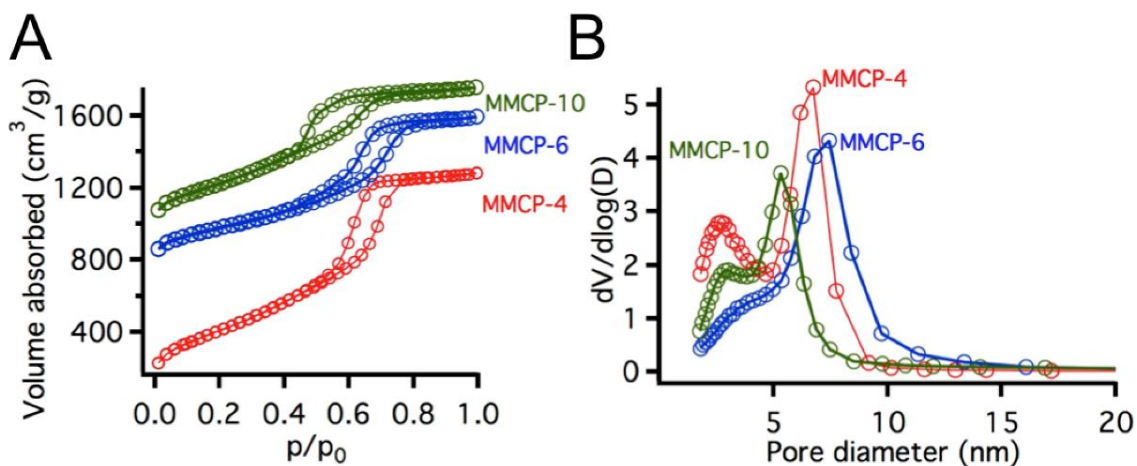 A
Volume absorbed (cm³/g)
1600
1200
800
400
0.0 0.2 0.4 0.6 0.8 1.0
p/p₀
MMCP-10
MMCP-6
MMCP-4
B
dV/dlog(D)
5
4
3
2
1
0
5 10 15 20
Pore diameter (nm)
MMCP-4
MMCP-10
MMCP-6